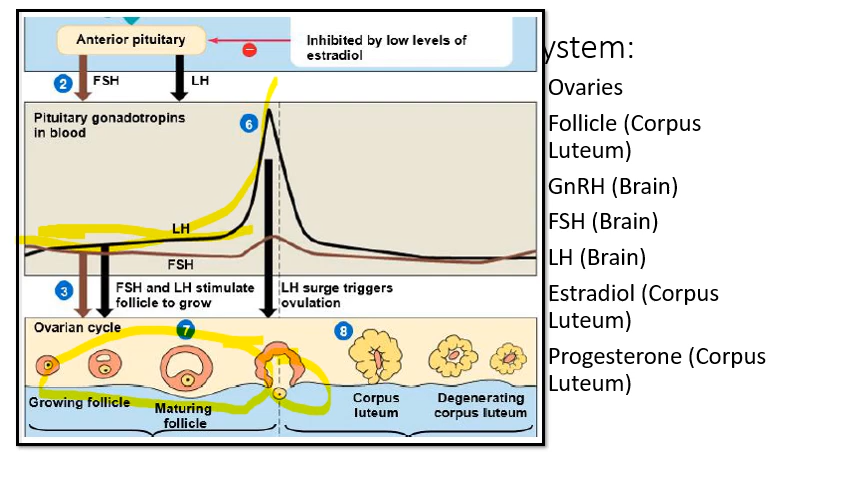 Anterior pituitary
Inhibited by low levels of
estradiol
2
FSH
LH
Pituitary gonadotropins
in blood
6
LH
FSH
3
FSH and LH stimulate
follicle to grow
LH surge triggers
ovulation
Ovarian cycle
7
8
Growing follicle
Maturing
follicle
Corpus
luteum
Degenerating
corpus luteum
ystem:
Ovaries
Follicle (Corpus
Luteum)
GnRH (Brain)
FSH (Brain)
LH (Brain)
Estradiol (Corpus
Luteum)
Progesterone (Corpus
Luteum)